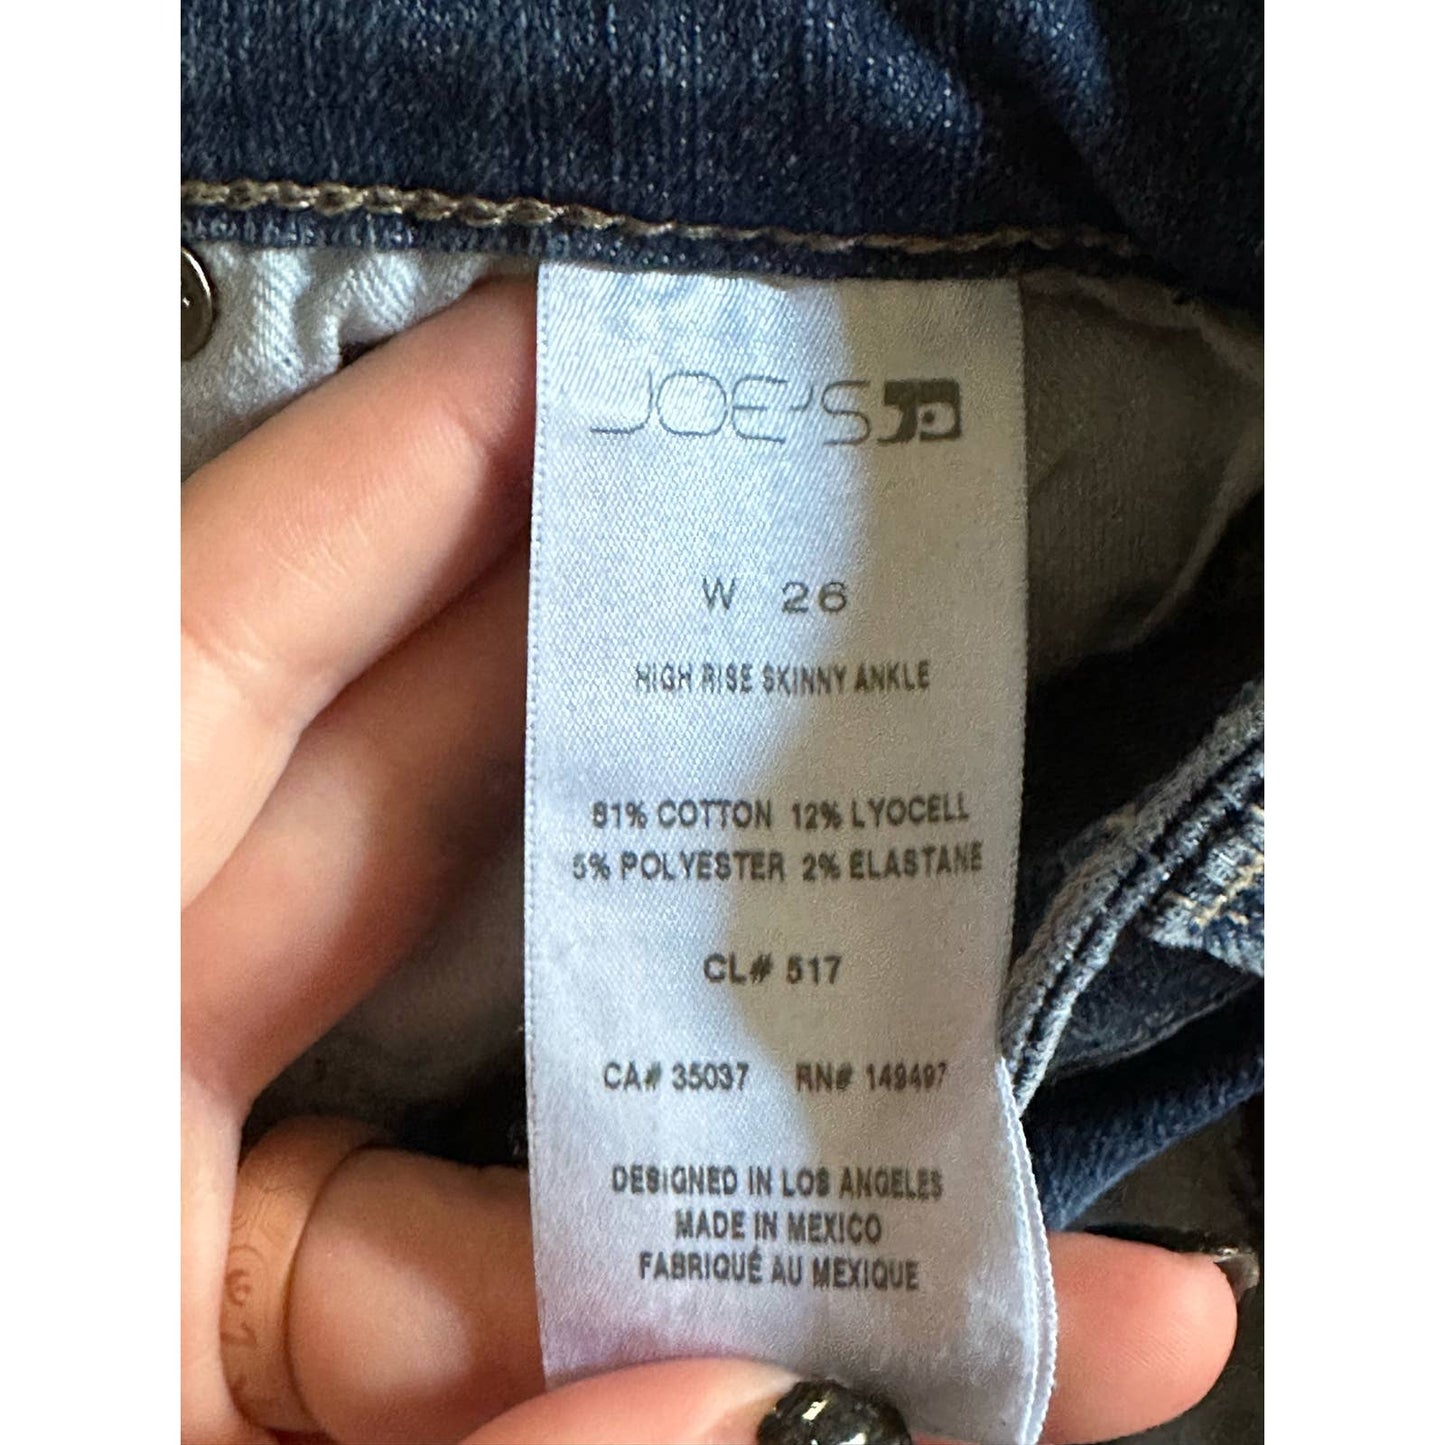 JOE'S
W 26
HIGH RISE SKINNY ANKLE
81% COTTON 12% LYOCELL
5% POLYESTER 2% ELASTANE
CL# 517
CA# 35037 RN# 149497
DESIGNED IN LOS ANGELES
MADE IN MEXICO
FABRIQUÉ AU MEXIQUE